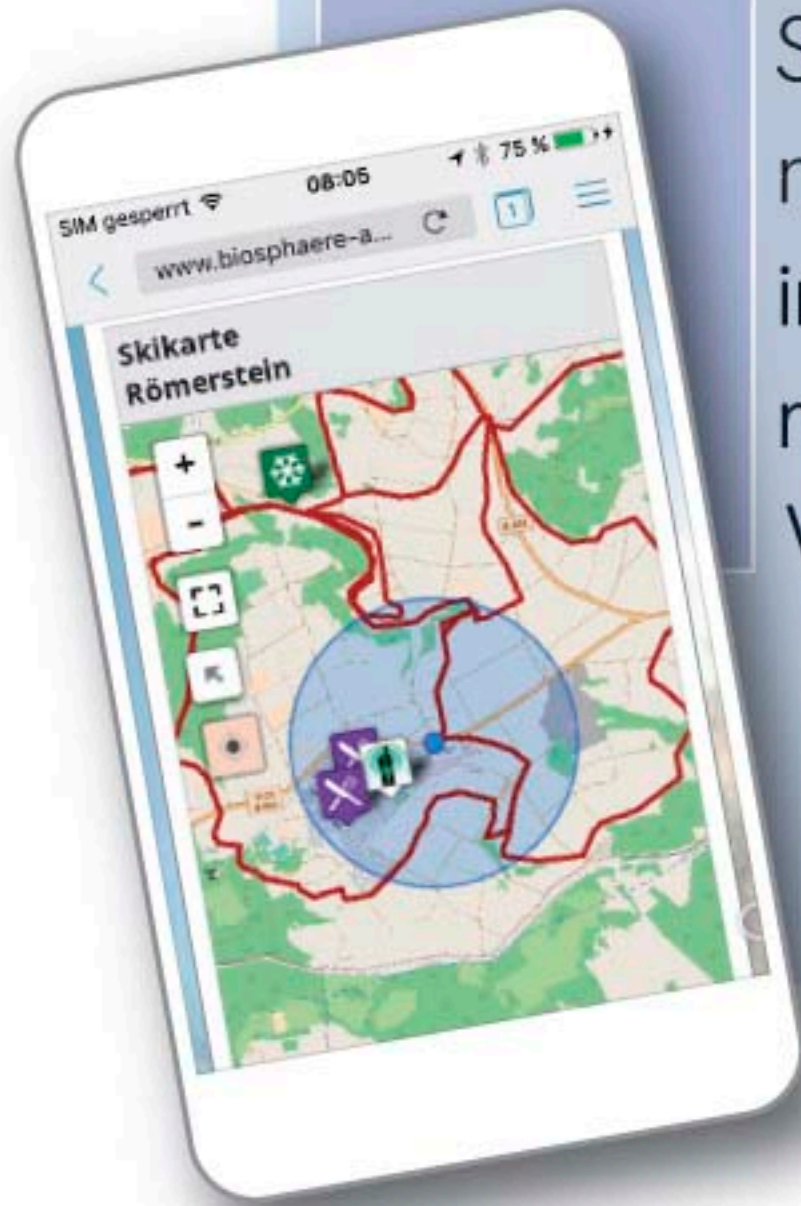 SIM gesperrt 08:05 75 %
www.biosphaere-a... 1
Skikarte
Römerstein
+
-